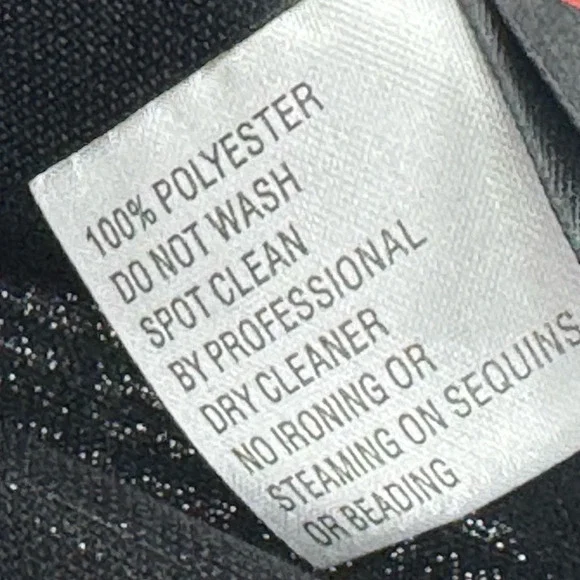 100% POLYESTER
DO NOT WASH
SPOT CLEAN
BY PROFESSIONAL
DRY CLEANER
NO IRONING OR
STEAMING ON SEQUINS
OR BEADING